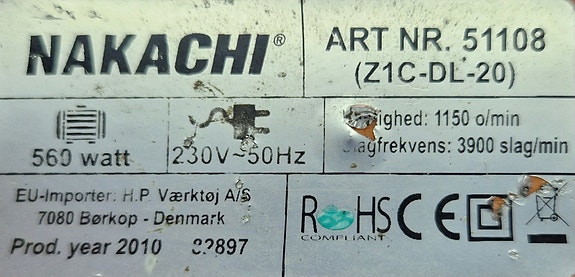 NAKACHI®
ART NR. 51108
(Z1C-DL-20)
560 watt
230V~50Hz
1150 o/min
3900 slag/min
EU-Importer: H.P. Værktøj A/S
7080 Børkop - Denmark
Prod. year 2010
RoHS
COMPLIANT
CE